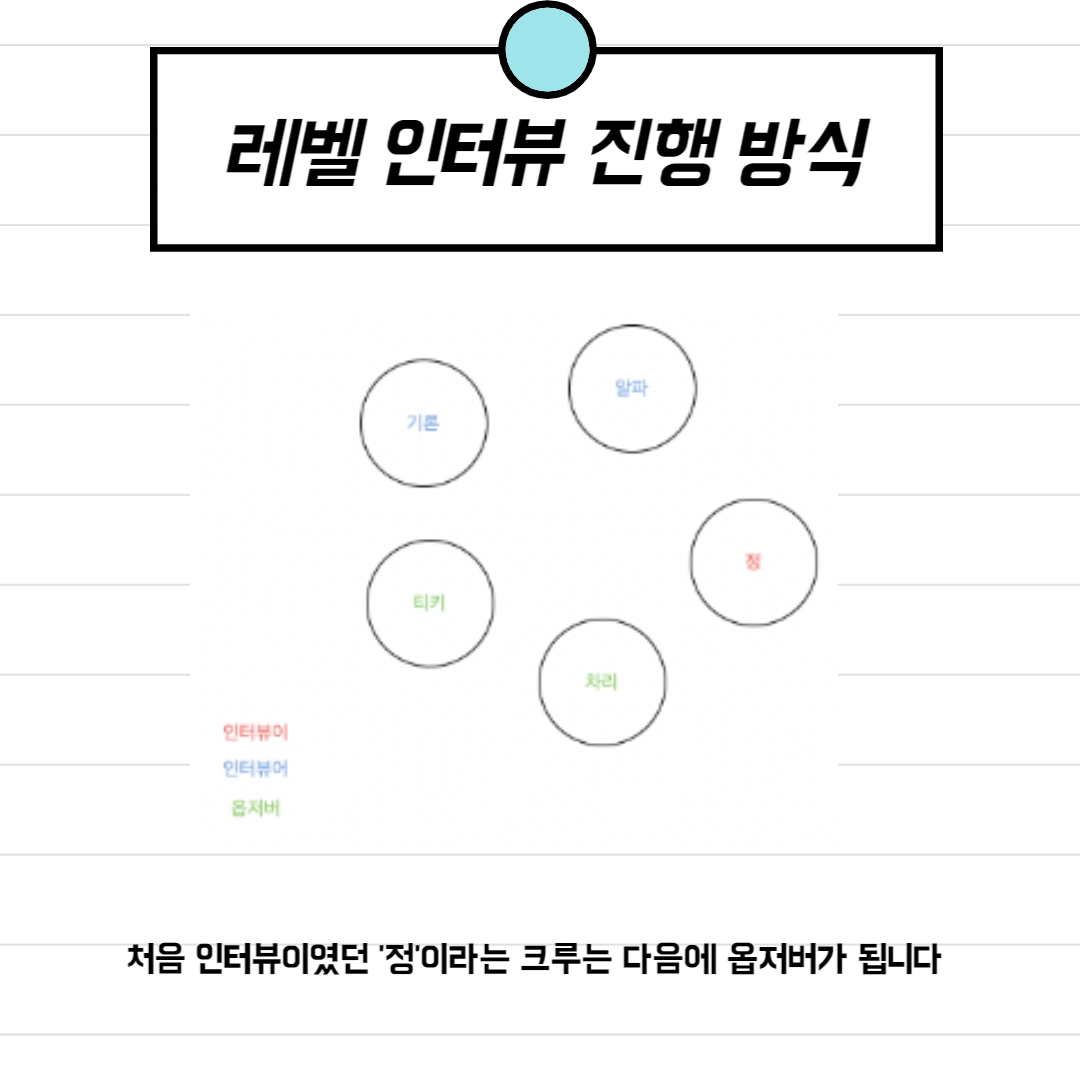 레벨 인터뷰 진행 방식
알파
기론
정
티키
차리
인터뷰이
인터뷰어
옵저버
처음 인터뷰이였던 '정'이라는 크루는 다음에 옵저버가 됩니다